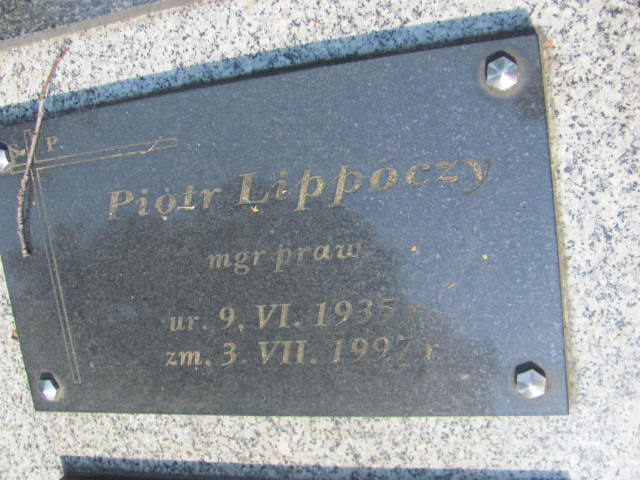 Ś. P.
Piotr Lippóczy
mgr praw
ur. 9. VI. 1935 r.
zm. 3. VII. 1997 r